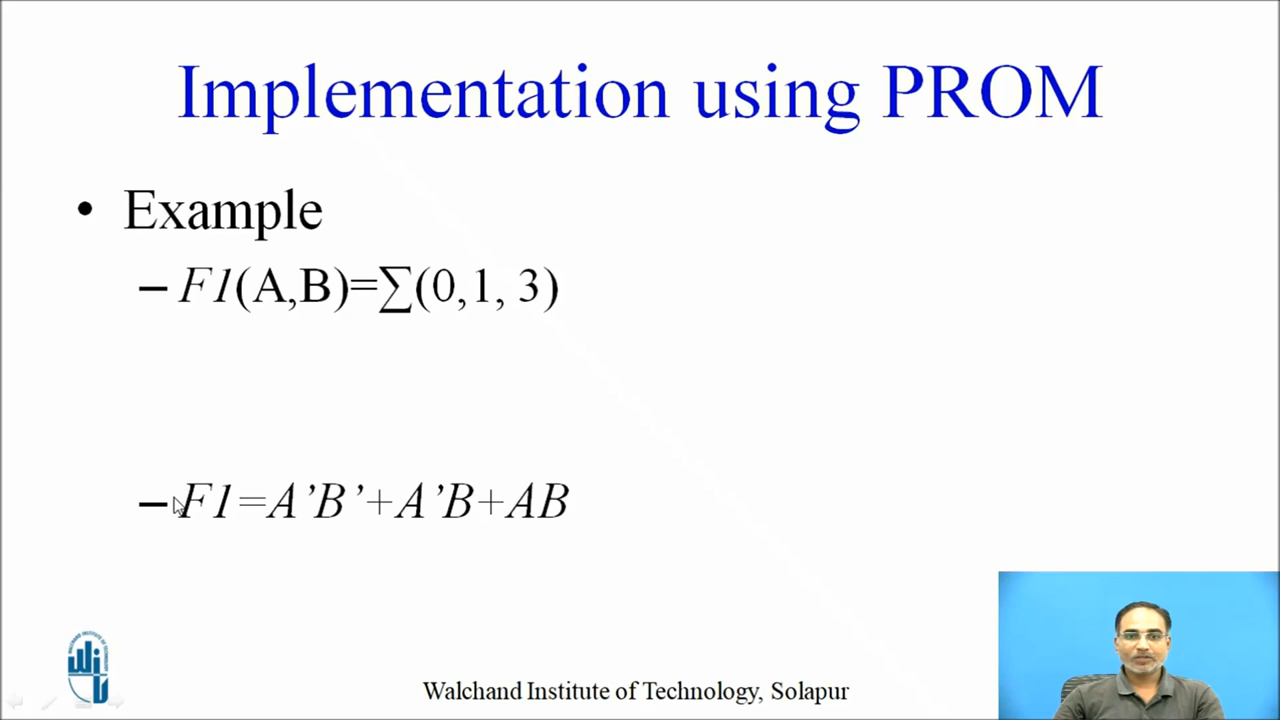 Implementation using PROM
• Example
– F1(A,B)=∑(0,1, 3)
– F1=A’B’+A’B+AB
Walchand Institute of Technology, Solapur